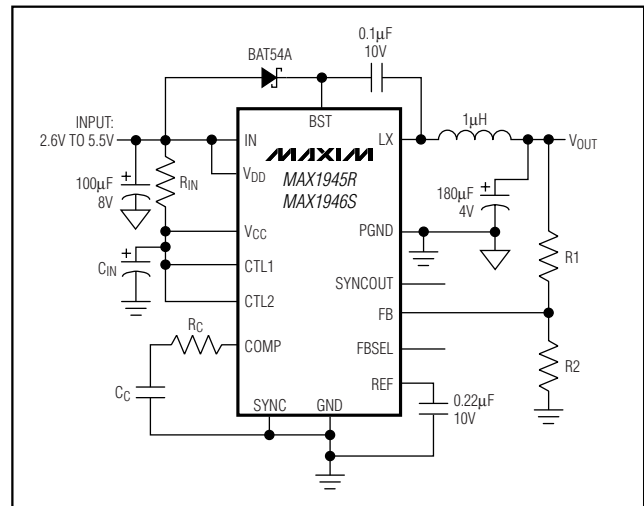 0.1μF
10V
BAT54A
BST
1μH
INPUT:
2.6V TO 5.5V
IN
LX
VOUT
MAXIM
MAX1945R
MAX1946S
VDD
100μF
8V
RIN
180μF
4V
PGND
VCC
CIN
CTL1
CTL2
SYNCOUT
R1
FB
RC
COMP
FBSEL
R2
CC
REF
0.22μF
10V
SYNC
GND